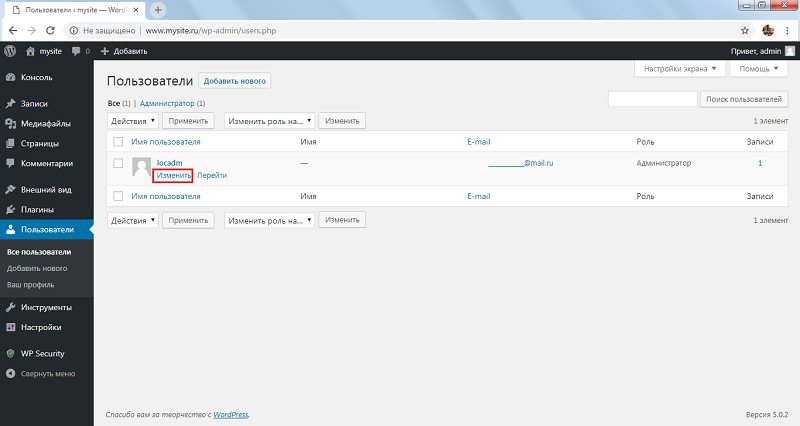 Пользователи ‹ mysite — WordP
Не защищено | www.mysite.ru/wp-admin/users.php
mysite 0 + Добавить Привет, admin
Консоль
Записи
Медиафайлы
Страницы
Комментарии
Внешний вид
Плагины
Пользователи
Все пользователи
Добавить нового
Ваш профиль
Инструменты
Настройки
WP Security
Свернуть меню
Настройки экрана ▼ Помощь ▼
Пользователи Добавить нового
Все (1) | Администратор (1)
Поиск пользователей
Действия ▼ Применить Изменить роль на... ▼ Изменить 1 элемент
Имя пользователя Имя E-mail Роль Записи
locadm — @mail.ru Администратор 1
Изменить Перейти
Имя пользователя Имя E-mail Роль Записи
Действия ▼ Применить Изменить роль на... ▼ Изменить 1 элемент
Спасибо вам за творчество с WordPress. Версия 5.0.2